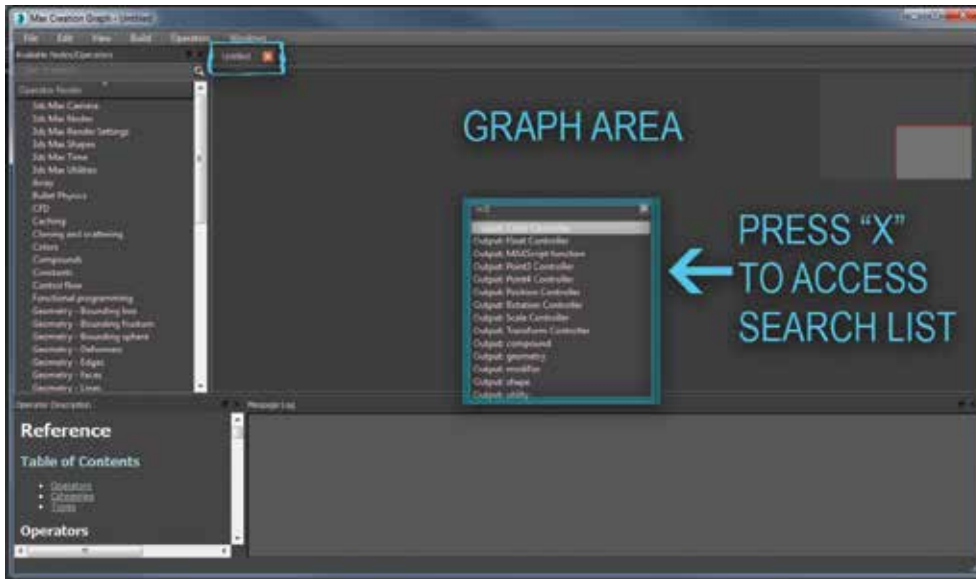 Max Creation Graph - Untitled
File Edit View Build Operators Windows
Available Nodes/Operators
Untitled
Operator Nodes
3ds Max Camera
3ds Max Nodes
3ds Max Render Settings
3ds Max Shapes
3ds Max Time
3ds Max Utilities
Array
Bullet Physics
CFD
Caching
Cloning and scattering
Colors
Compounds
Constants
Control flow
Functional programming
Geometry - Bounding box
Geometry - Bounding frustum
Geometry - Bounding sphere
Geometry - Deformers
Geometry - Edges
Geometry - Faces
Geometry - Lines
GRAPH AREA
Output: Float Controller
Output: MAXScript function
Output: Point3 Controller
Output: Point4 Controller
Output: Position Controller
Output: Rotation Controller
Output: Scale Controller
Output: Transform Controller
Output: compound
Output: geometry
Output: modifier
Output: shape
Output: utility
PRESS “X”
TO ACCESS
SEARCH LIST
Operator Description
Message Log
Reference
Table of Contents
Operators
Categories
Types
Operators